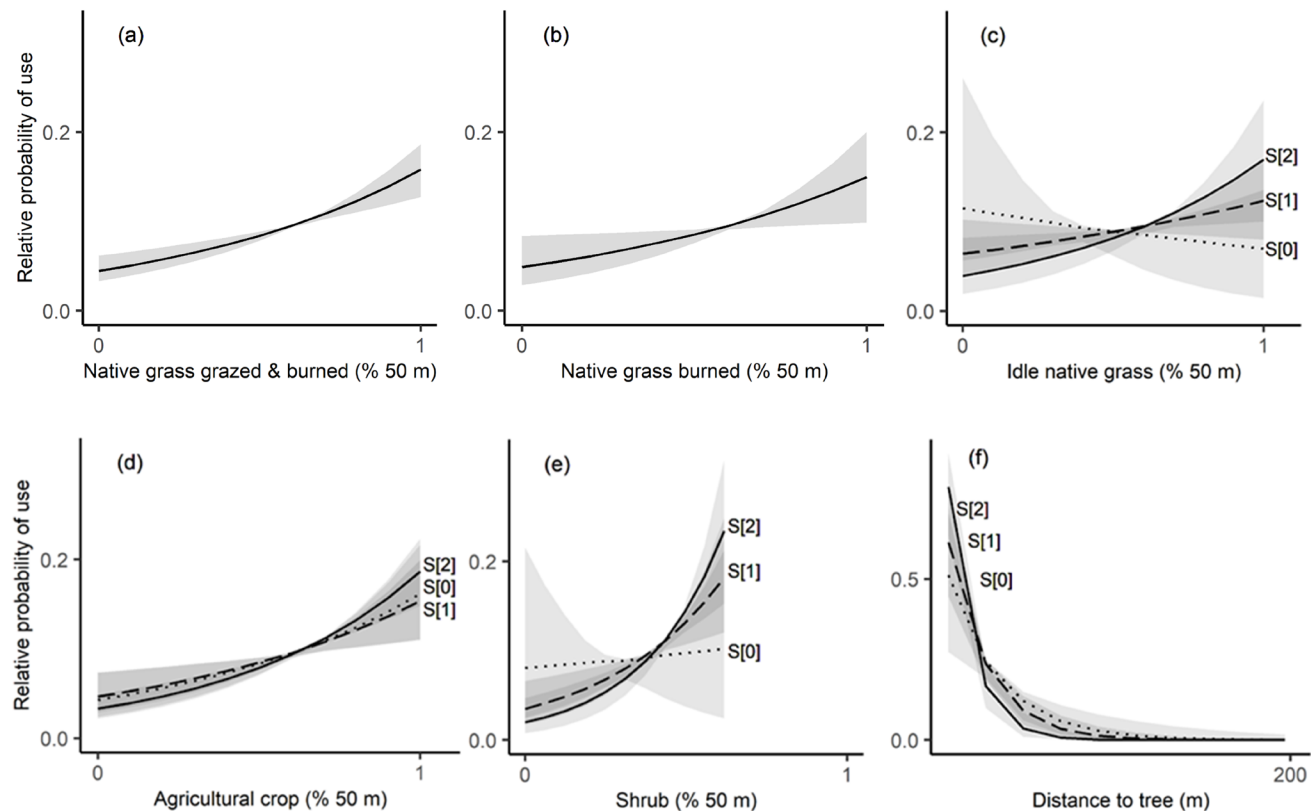 (a)
Relative probability of use
0.2
0.0
0
1
Native grass grazed & burned (% 50 m)
(b)
0.2
0.0
0
1
Native grass burned (% 50 m)
(c)
0.2
0.0
S[2]
S[1]
S[0]
0
1
Idle native grass (% 50 m)
(d)
Relative probability of use
0.2
0.0
S[2]
S[0]
S[1]
0
1
Agricultural crop (% 50 m)
(e)
0.2
0.0
S[2]
S[1]
S[0]
0
1
Shrub (% 50 m)
(f)
S[2]
S[1]
S[0]
0.5
0.0
200
Distance to tree (m)